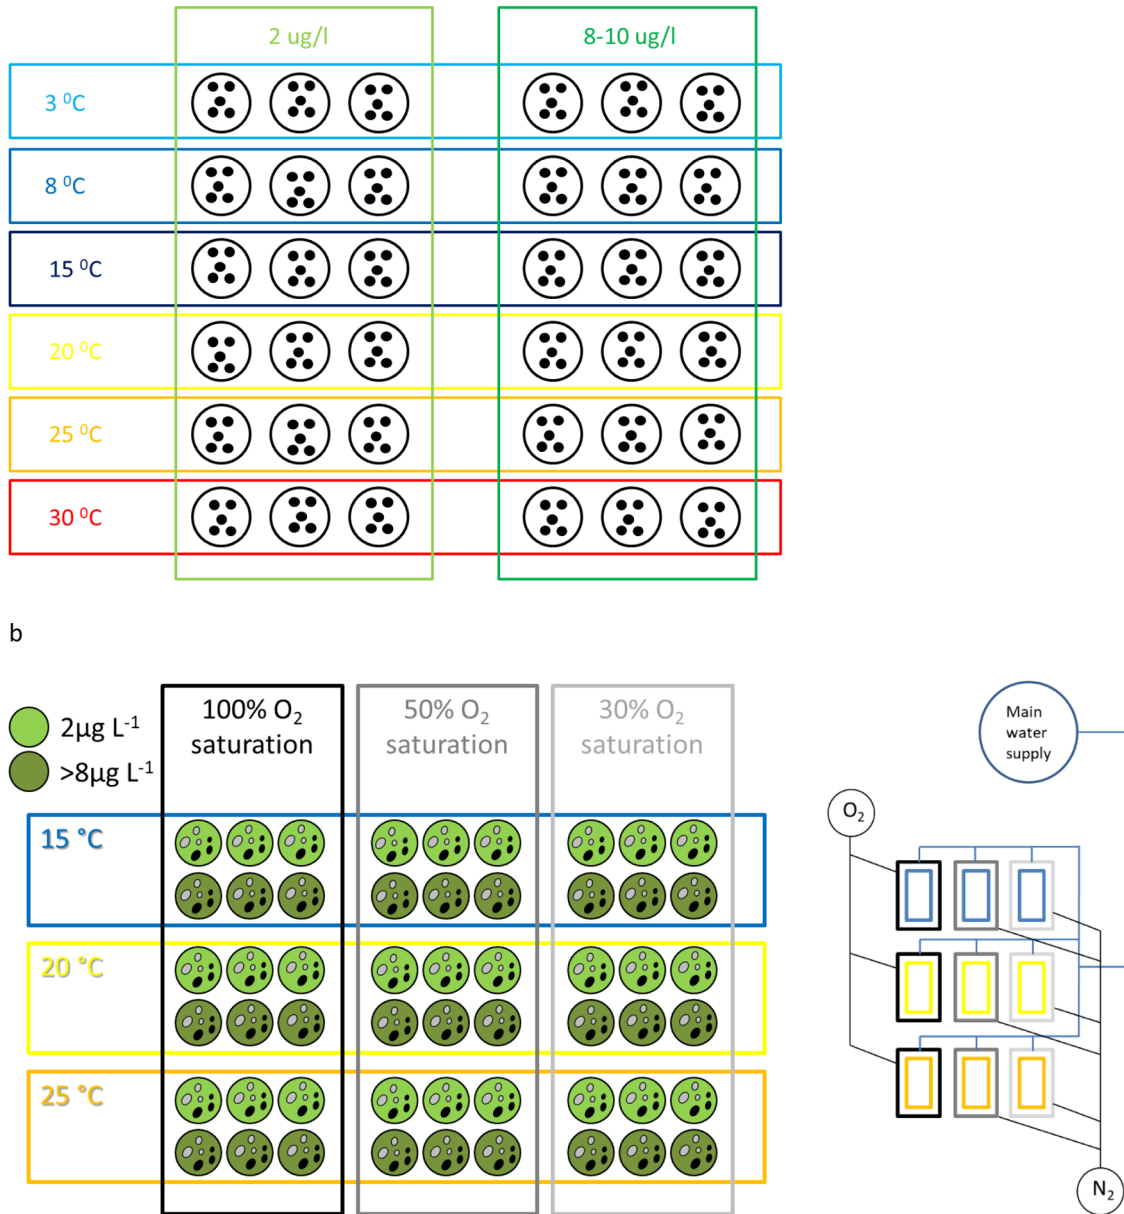 2 ug/l
8-10 ug/l
3 ⁰C
8 ⁰C
15 ⁰C
20 ⁰C
25 ⁰C
30 ⁰C
b
2µg L⁻¹
>8µg L⁻¹
100% O₂
saturation
50% O₂
saturation
30% O₂
saturation
15 °C
20 °C
25 °C
Main
water
supply
O₂
N₂